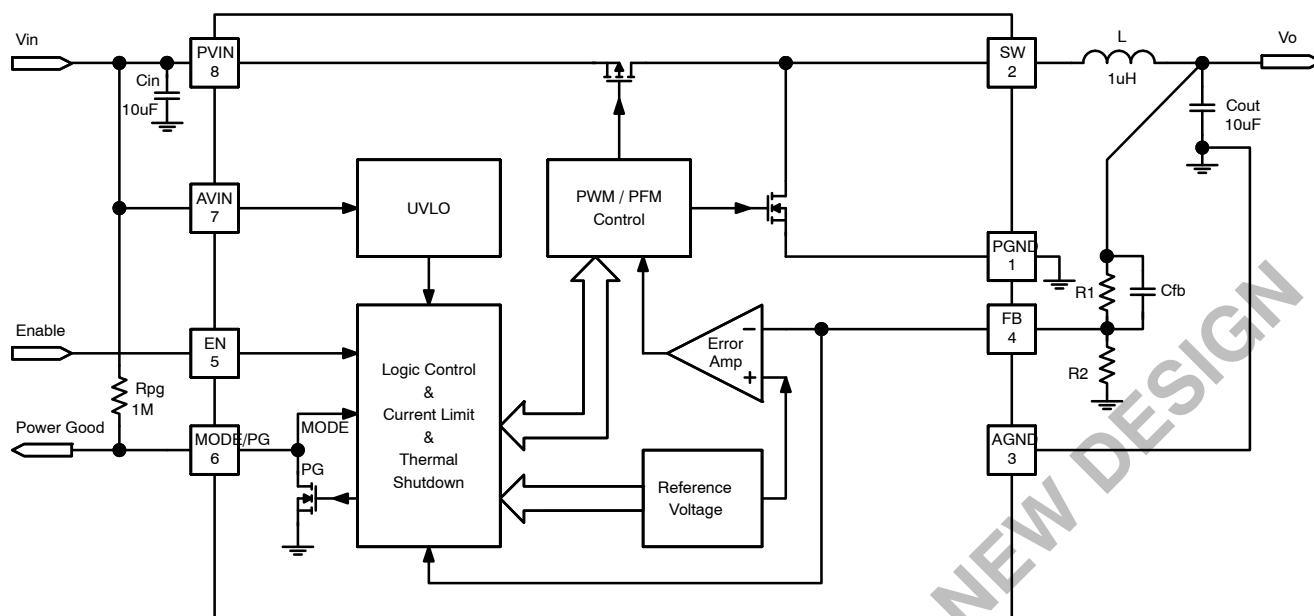 Vin
PVIN
8
Cin
10uF
SW
2
L
1uH
Vo
Cout
10uF
AVIN
7
UVLO
PWM / PFM
Control
PGND
1
R1
Cfb
Enable
EN
5
FB
4
Error
Amp
R2
Rpg
1M
Logic Control
&
Current Limit
&
Thermal
Shutdown
Power Good
MODE/PG
6
MODE
PG
Reference
Voltage
AGND
3
NEW DESIGN